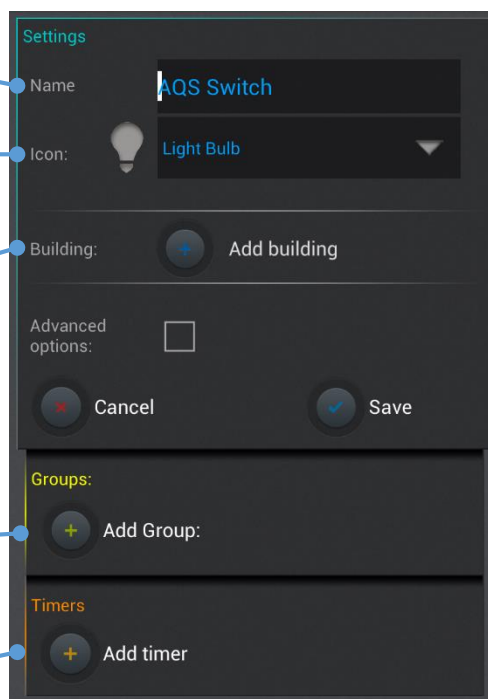 Settings
Name
AQS Switch
Icon:
Light Bulb
Building:
Add building
Advanced
options:
Cancel
Save
Groups:
Add Group:
Timers
Add timer